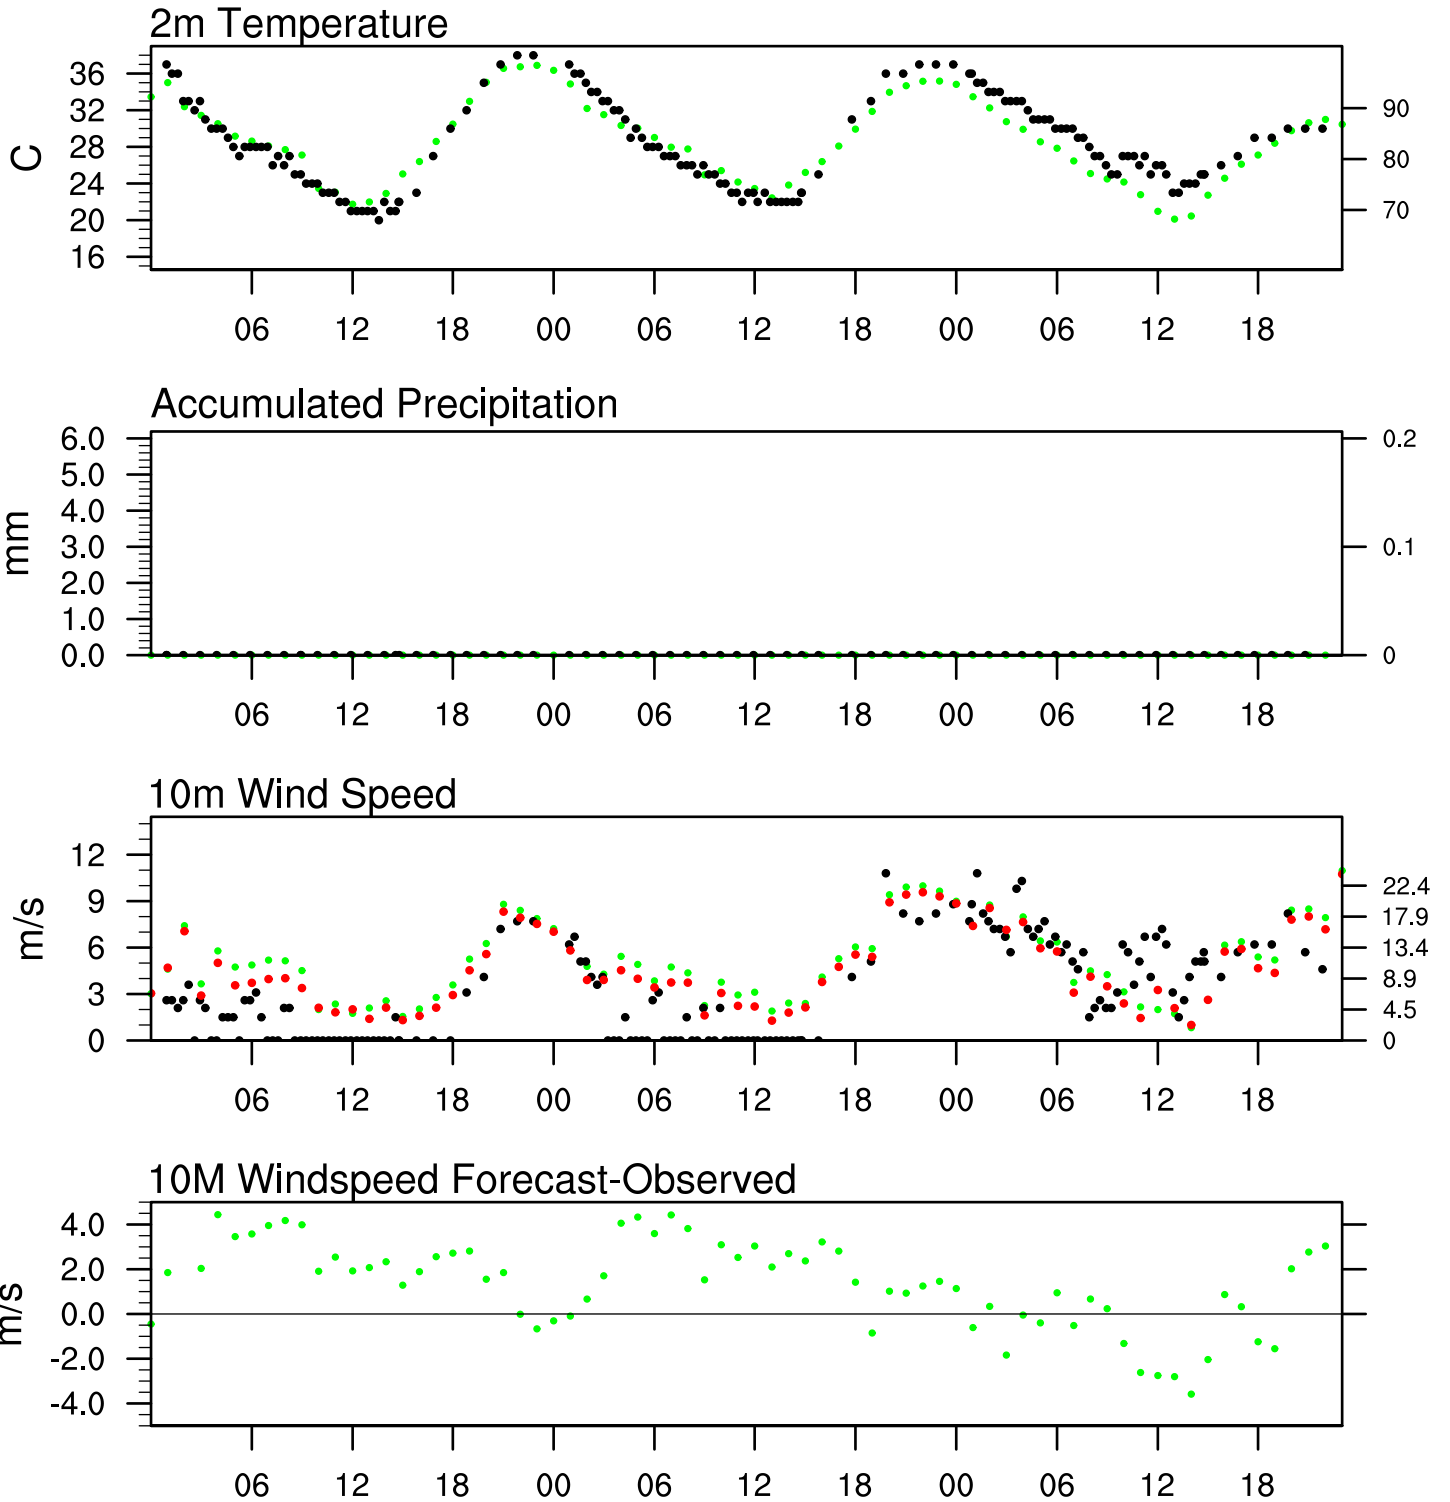 2m Temperature
36
32
28
24
20
16
C
90
80
70
06 12 18 00 06 12 18 00 06 12 18
Accumulated Precipitation
6.0
5.0
4.0
3.0
2.0
1.0
0.0
mm
0.2
0.1
0
06 12 18 00 06 12 18 00 06 12 18
10m Wind Speed
12
9
6
3
0
m/s
22.4
17.9
13.4
8.9
4.5
0
06 12 18 00 06 12 18 00 06 12 18
10M Windspeed Forecast-Observed
4.0
2.0
0.0
-2.0
-4.0
m/s
06 12 18 00 06 12 18 00 06 12 18